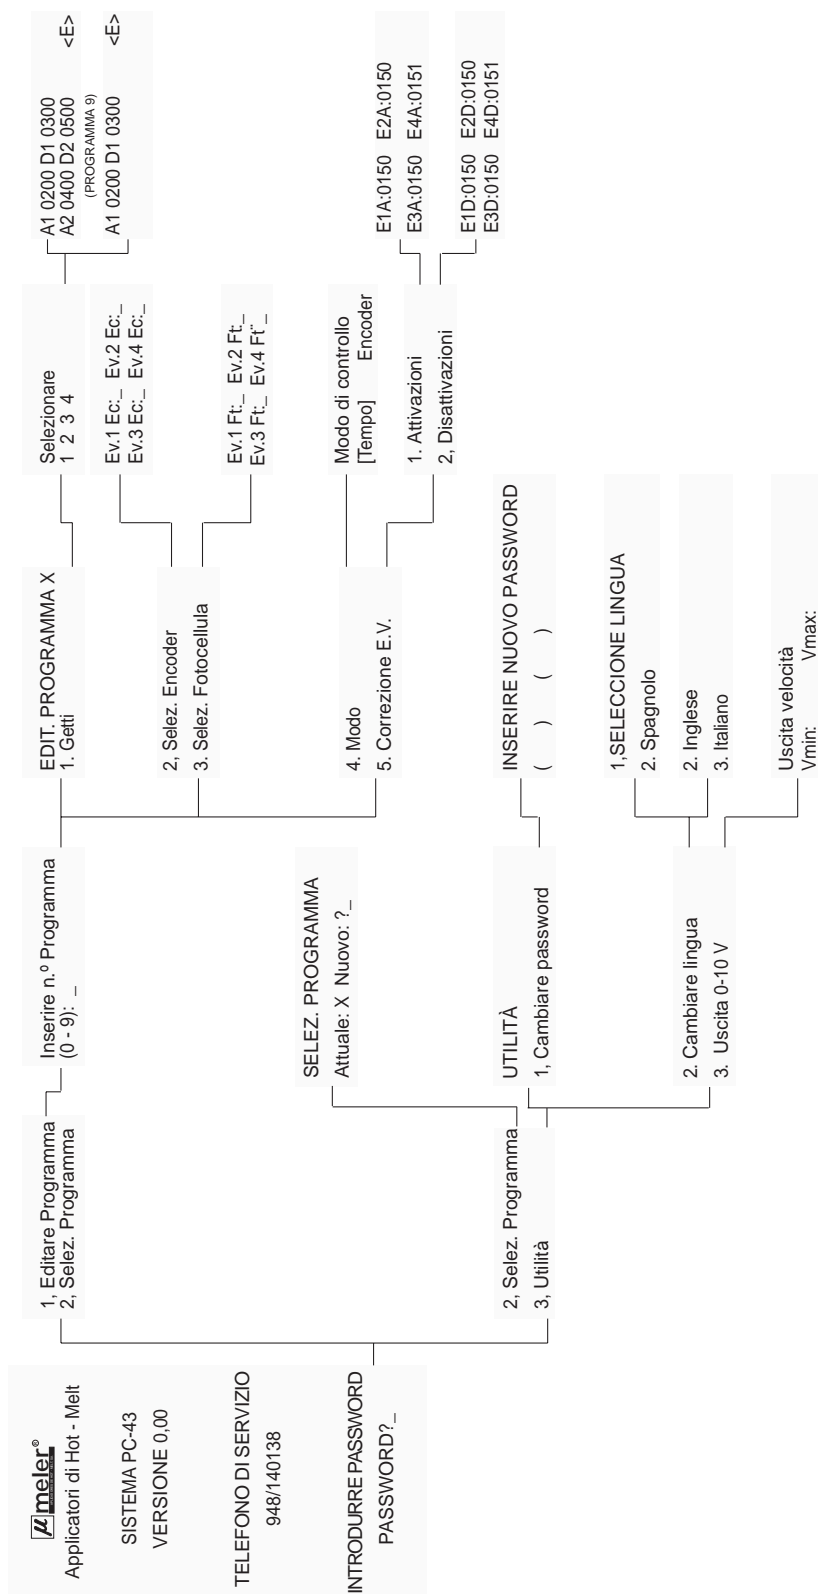 meler®
Applicatori di Hot - Melt
SISTEMA PC-43
VERSIONE 0,00
TELEFONO DI SERVIZIO
948/140138
INTRODURRE PASSWORD
PASSWORD?_
1, Editare Programma
2, Selez. Programma
2, Selez. Programma
3, Utilità
Inserire n.º Programma
(0 - 9): _
SELEZ. PROGRAMMA
Attuale: X Nuovo: ?_
UTILITÀ
1, Cambiare password
2. Cambiare lingua
3. Uscita 0-10 V
EDIT. PROGRAMMA X
1. Getti
2, Selez. Encoder
3. Selez. Fotocellula
4. Modo
5. Correzione E.V.
INSERIRE NUOVO PASSWORD
( ) ( )
1,SELECCIONE LINGUA
2. Spagnolo
2. Inglese
3. Italiano
Uscita velocità
Vmin: Vmax:
Selezionare
1 2 3 4
Ev.1 Ec:_ Ev.2 Ec:_
Ev.3 Ec:_ Ev.4 Ec:_
Ev.1 Ft:_ Ev.2 Ft:_
Ev.3 Ft:_ Ev.4 Ft¨_
Modo di controllo
[Tempo] Encoder
1. Attivazioni
2, Disattivazioni
A1 0200 D1 0300
A2 0400 D2 0500 <E>
(PROGRAMMA 9)
A1 0200 D1 0300 <E>
E1A:0150 E2A:0150
E3A:0150 E4A:0151
E1D:0150 E2D:0150
E3D:0150 E4D:0151